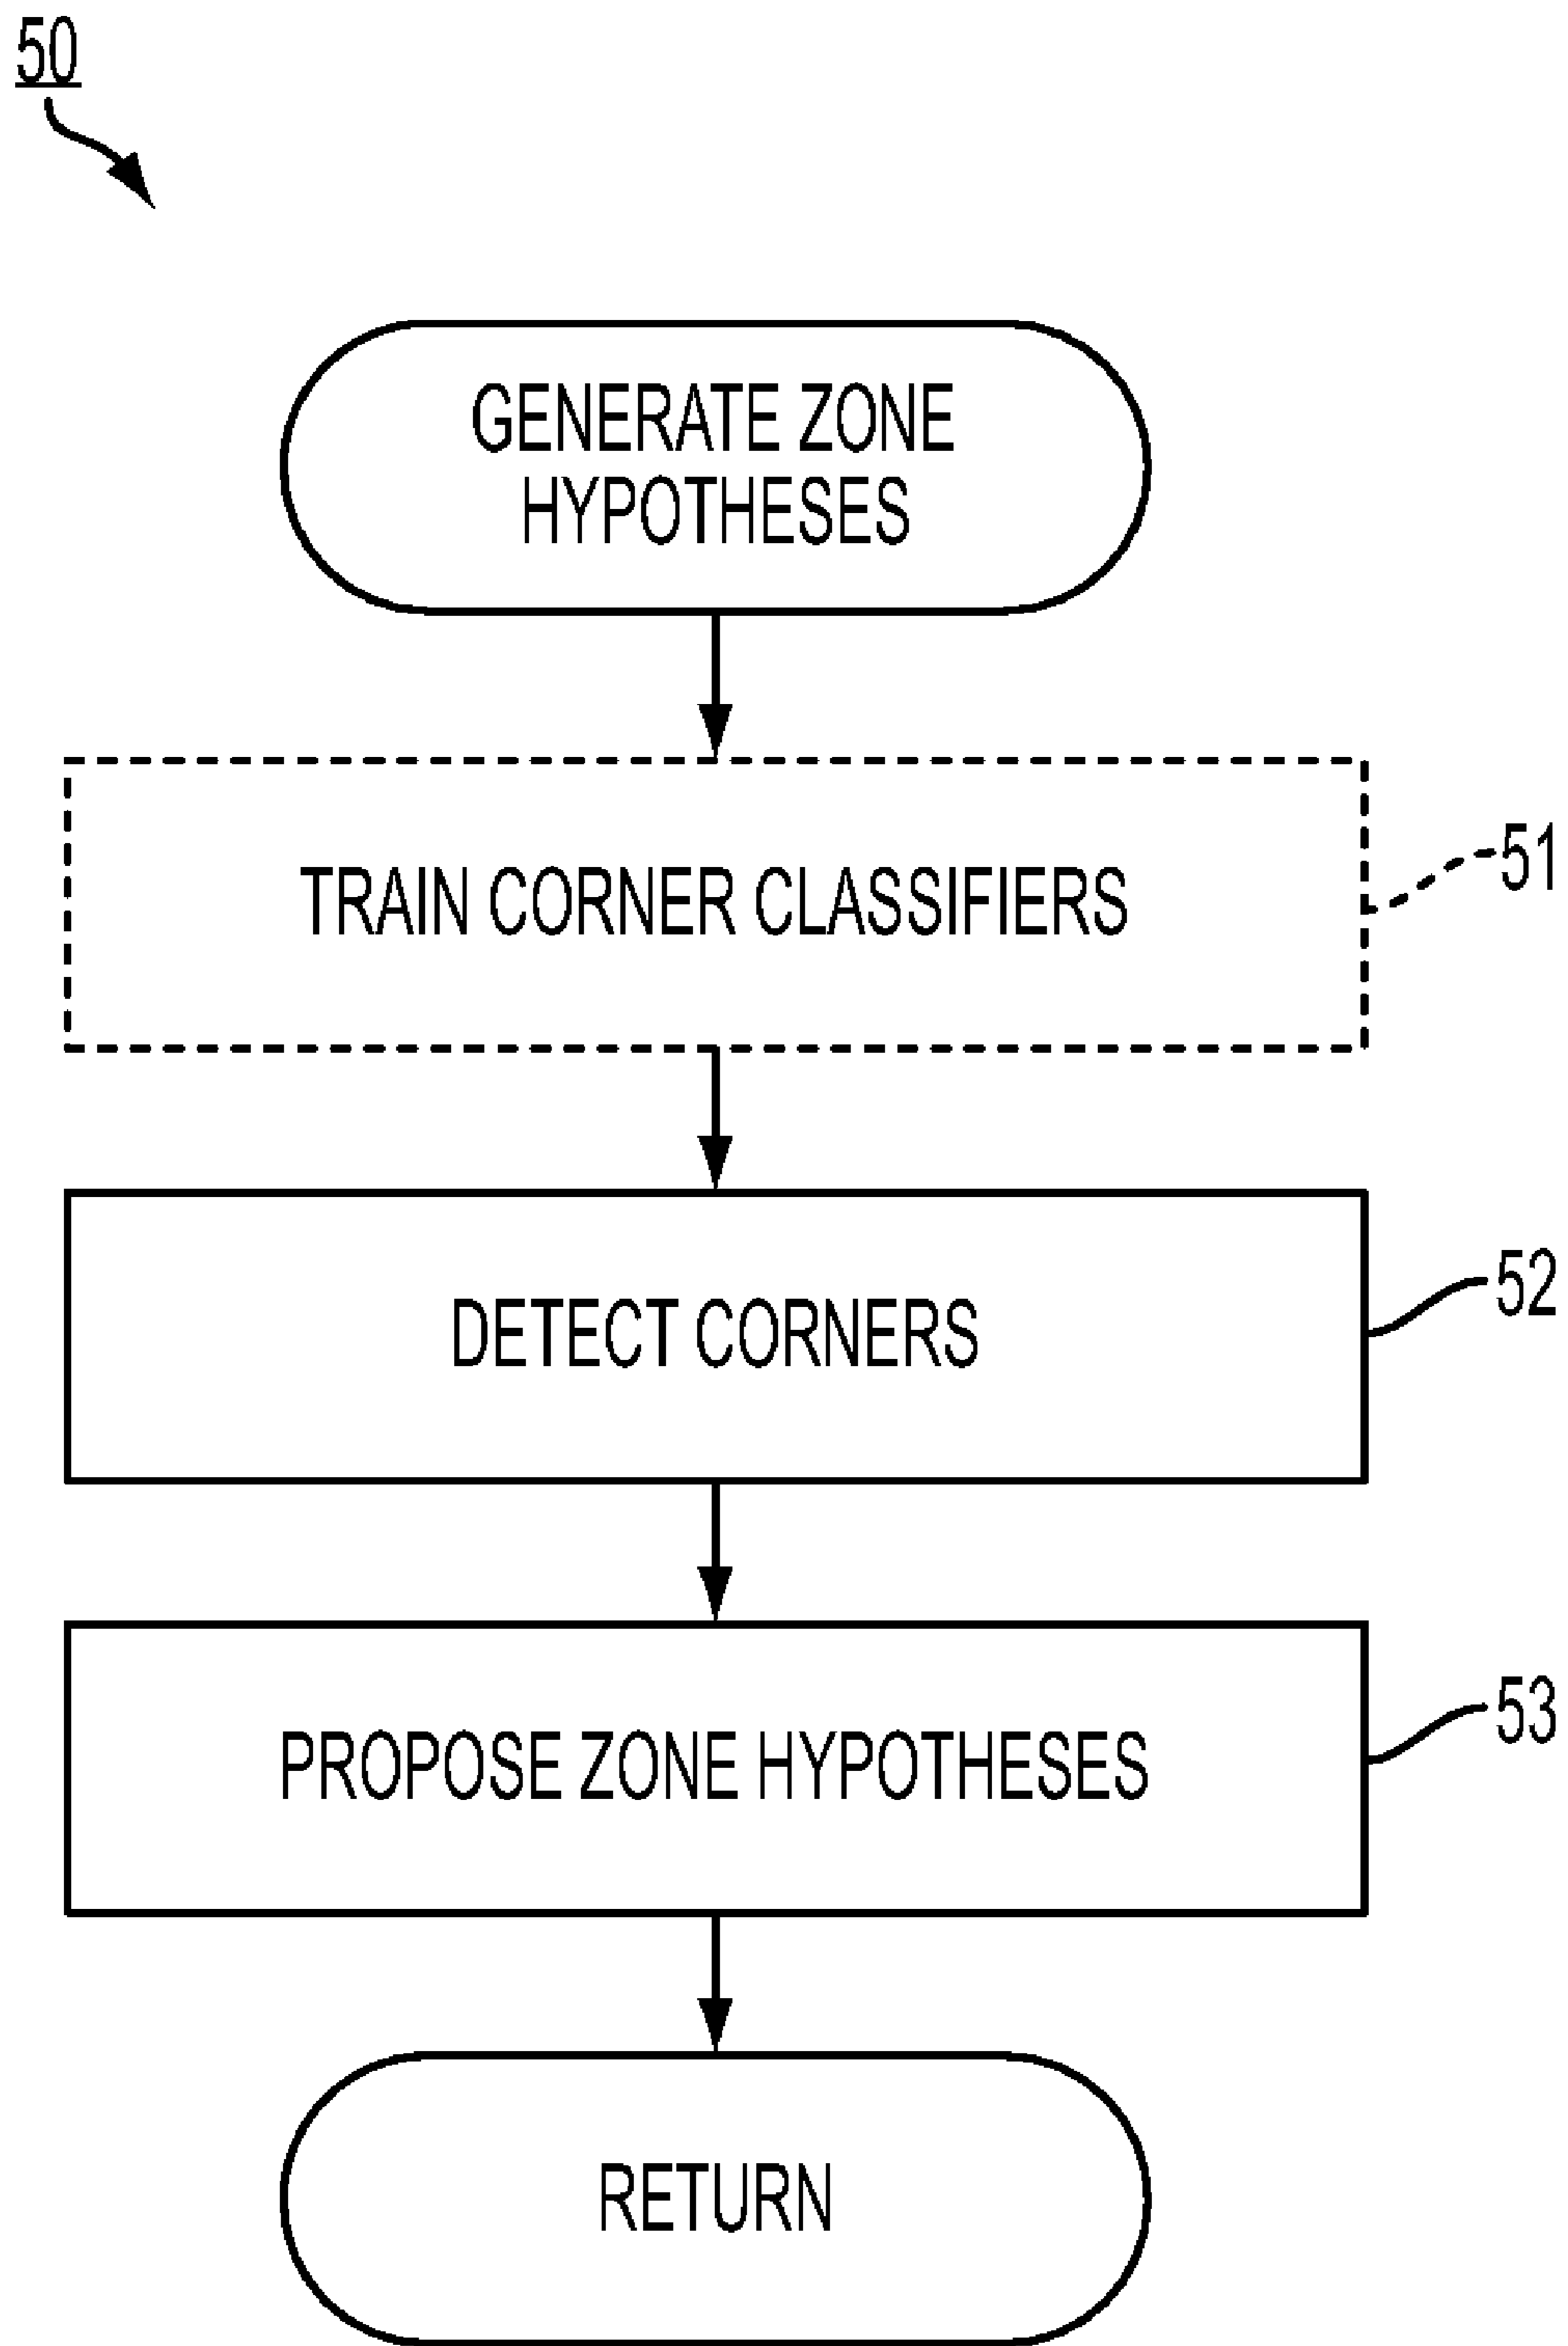 50
GENERATE ZONE
HYPOTHESES
TRAIN CORNER CLASSIFIERS
51
DETECT CORNERS
52
PROPOSE ZONE HYPOTHESES
53
RETURN